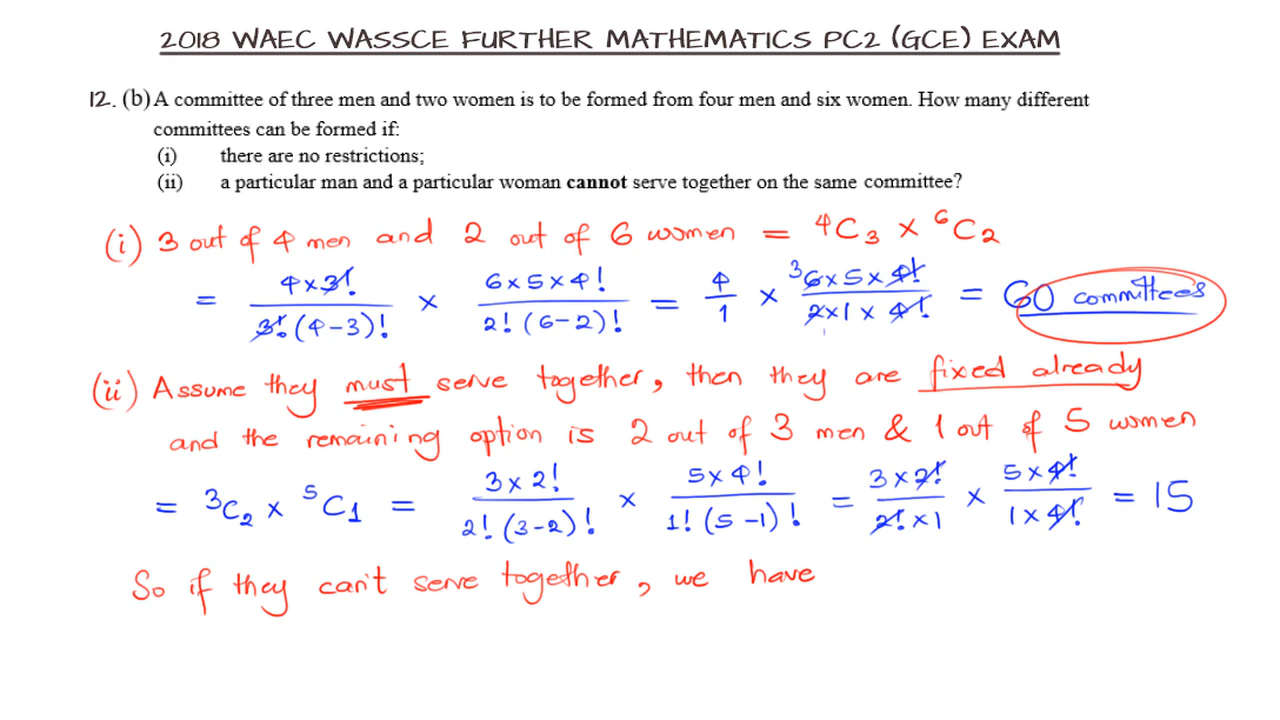 2018 WAEC WASSCE FURTHER MATHEMATICS PC2 (GCE) EXAM
12. (b) A committee of three men and two women is to be formed from four men and six women. How many different
committees can be formed if:
(i) there are no restrictions;
(ii) a particular man and a particular woman cannot serve together on the same committee?
(i) 3 out of 4 men and 2 out of 6 women = ⁴C₃ × ⁶C₂
= 4×3!/3!(4-3)! × 6×5×4!/2!(6-2)! = 4/1 × ³6×5×4!/2×1×4! = 60 committees
(ii) Assume they must serve together, then they are fixed already
and the remaining option is 2 out of 3 men & 1 out of 5 women
= ³C₂ × ⁵C₁ = 3×2!/2!(3-2)! × 5×4!/1!(5-1)! = 3×2!/2!×1 × 5×4!/1×4! = 15
So if they can't serve together, we have